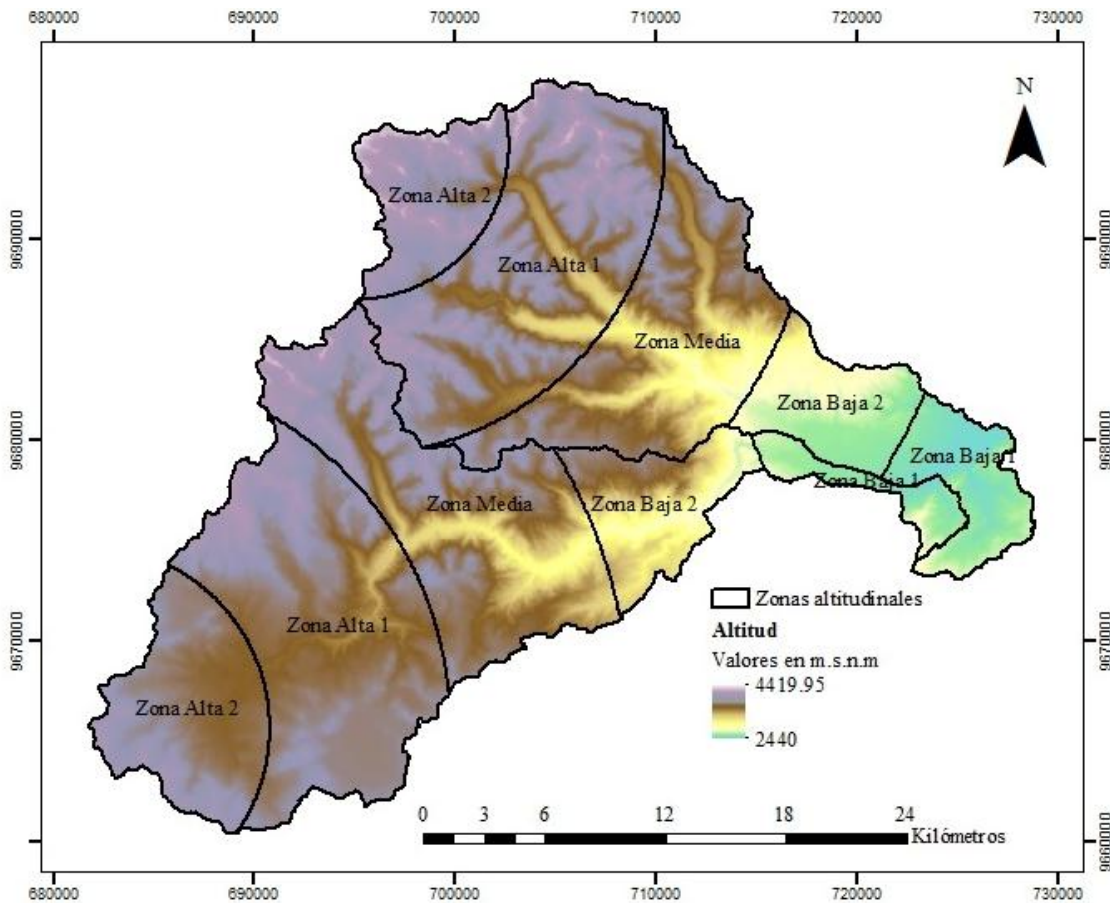 680000 690000 700000 710000 720000 730000
N
Zona Alta 2
9690000 9690000
Zona Alta 1
Zona Media
Zona Baja 2
9680000 9680000
Zona Baja 1
Zona Baja 1
Zona Media
Zona Baja 2
Zonas altitudinales
Zona Alta 1
Altitud
9670000 9670000
Valores en m.s.n.m
4419.95
Zona Alta 2
2440
0 3 6 12 18 24
Kilómetros
9660000
680000 690000 700000 710000 720000 730000